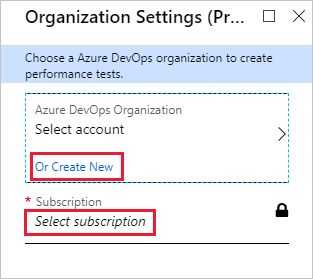 Organization Settings (Pr...
Choose a Azure DevOps organization to create
performance tests.
Azure DevOps Organization
Select account
Or Create New
* Subscription
Select subscription